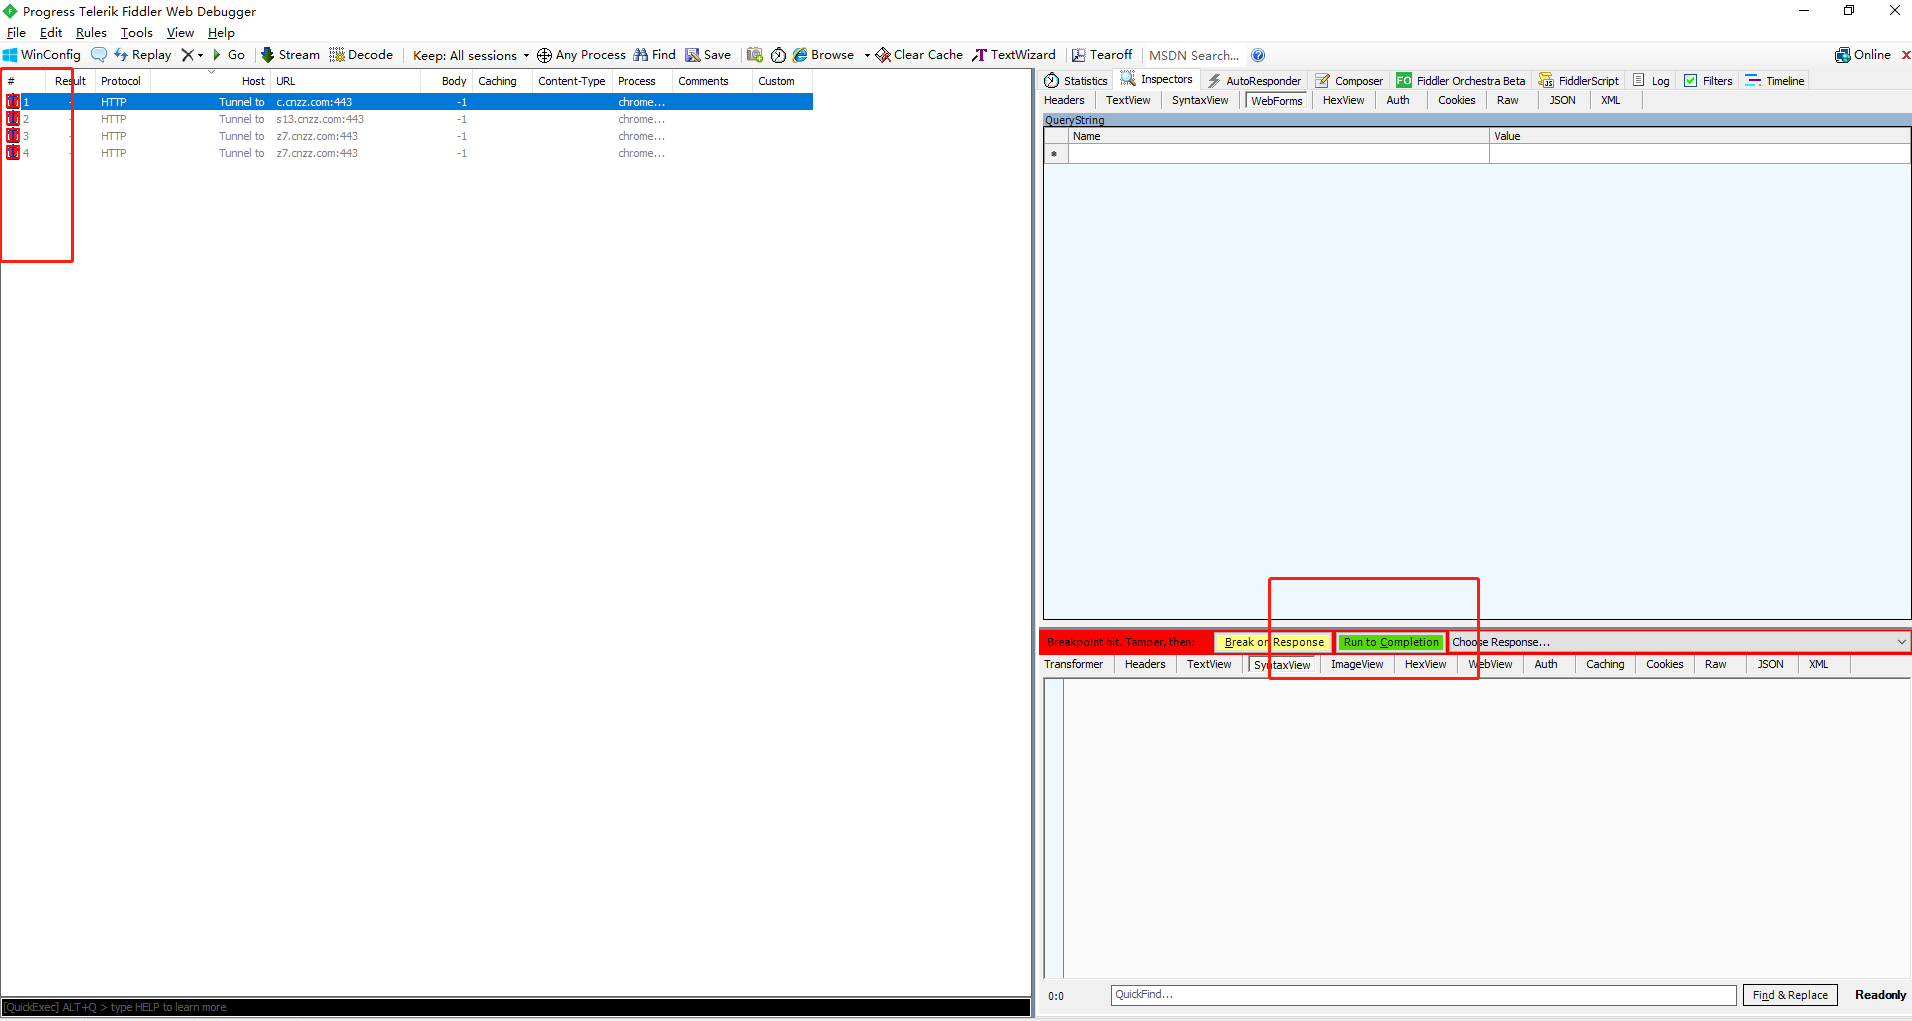 Progress Telerik Fiddler Web Debugger
File Edit Rules Tools View Help
WinConfig Replay Go Stream Decode Keep: All sessions Any Process Find Save Browse Clear Cache TextWizard Tearoff MSDN Search... Online
# Result Protocol Host URL Body Caching Content-Type Process Comments Custom
1 - HTTP Tunnel to c.cnzz.com:443 -1 chrome...
2 - HTTP Tunnel to s13.cnzz.com:443 -1 chrome...
3 - HTTP Tunnel to z7.cnzz.com:443 -1 chrome...
4 - HTTP Tunnel to z7.cnzz.com:443 -1 chrome...
[QuickExec] ALT+Q > type HELP to learn more
Statistics Inspectors AutoResponder Composer FO Fiddler Orchestra Beta FiddlerScript Log Filters Timeline
Headers TextView SyntaxView WebForms HexView Auth Cookies Raw JSON XML
QueryString
Name Value
Breakpoint hit. Tamper, then: Break on Response Run to Completion Choose Response...
Transformer Headers TextView SyntaxView ImageView HexView WebView Auth Caching Cookies Raw JSON XML
0:0 QuickFind... Find & Replace Readonly